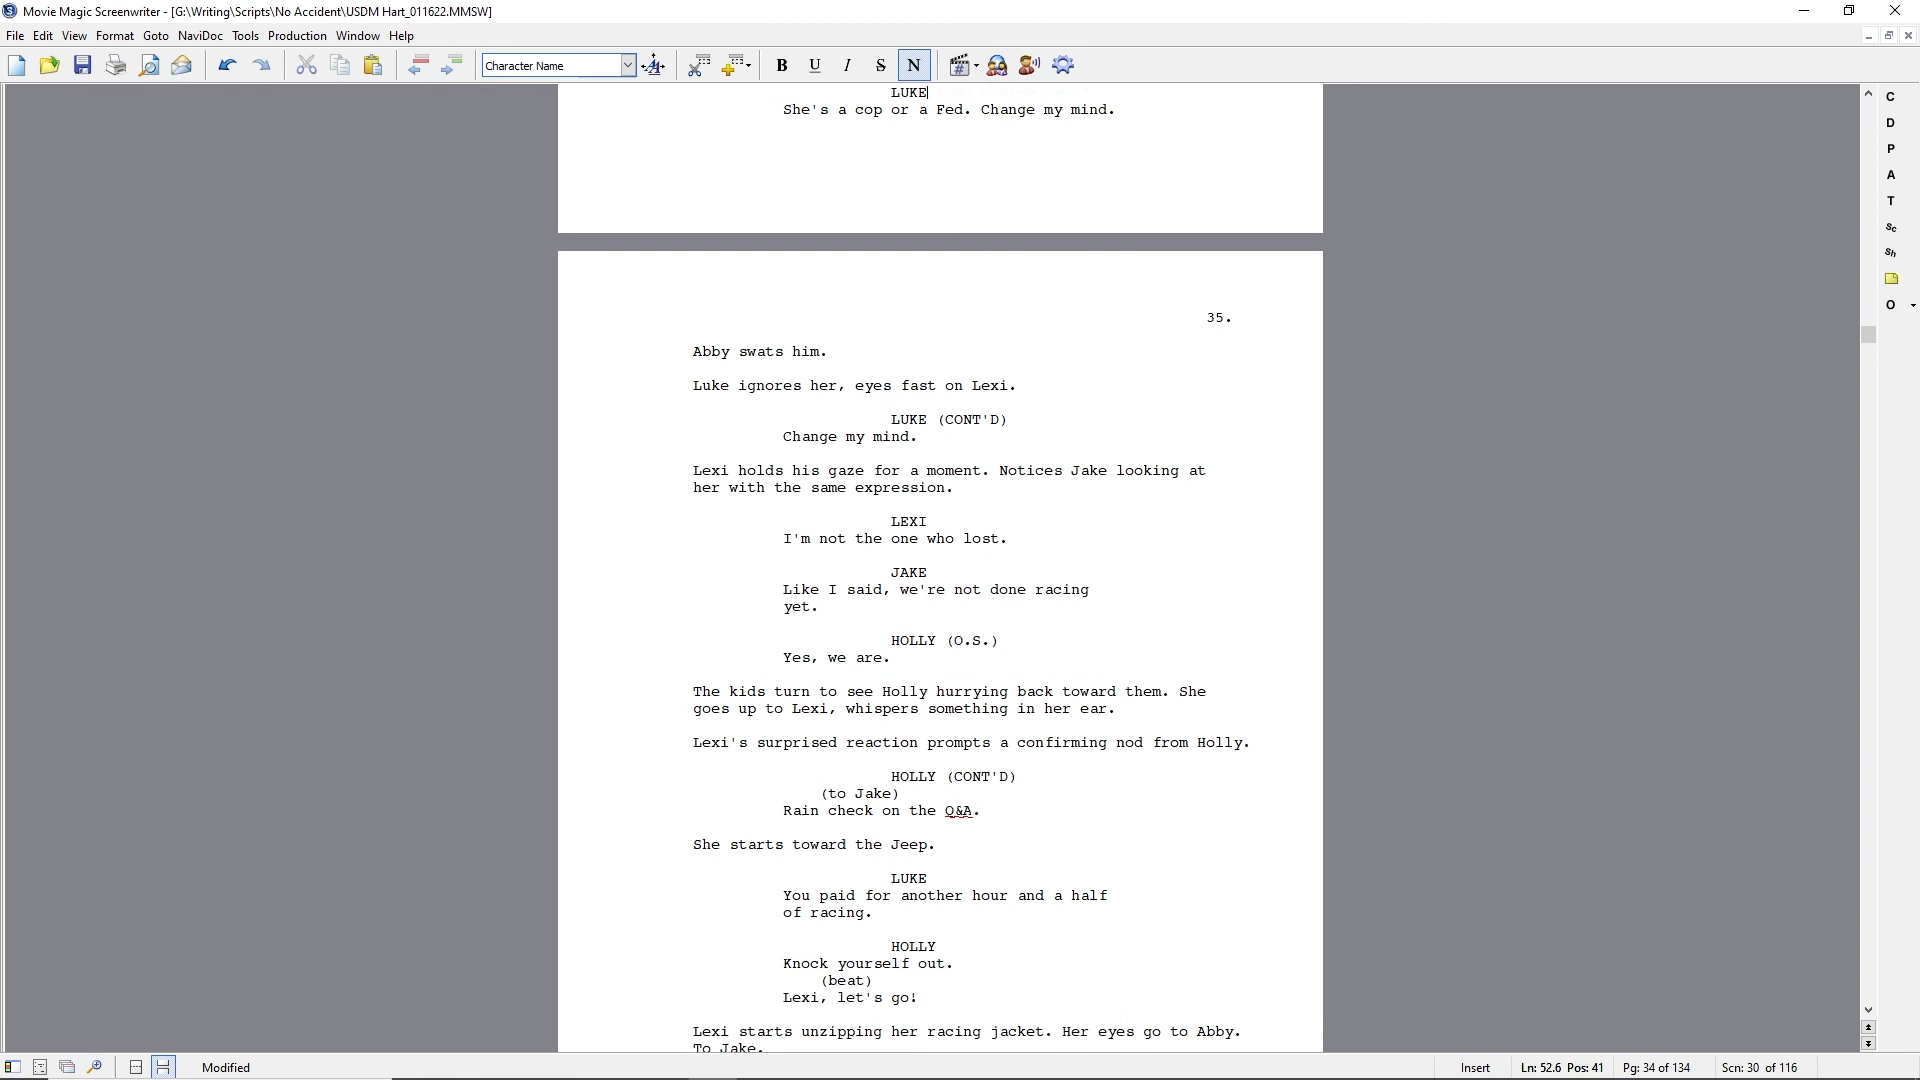 Movie Magic Screenwriter - [G:\Writing\Scripts\No Accident\USDM Hart_011622.MMSW]
File Edit View Format Goto NaviDoc Tools Production Window Help
Character Name
B U I S N
LUKE
She's a cop or a Fed. Change my mind.
35.
Abby swats him.
Luke ignores her, eyes fast on Lexi.
LUKE (CONT'D)
Change my mind.
Lexi holds his gaze for a moment. Notices Jake looking at
her with the same expression.
LEXI
I'm not the one who lost.
JAKE
Like I said, we're not done racing
yet.
HOLLY (O.S.)
Yes, we are.
The kids turn to see Holly hurrying back toward them. She
goes up to Lexi, whispers something in her ear.
Lexi's surprised reaction prompts a confirming nod from Holly.
HOLLY (CONT'D)
(to Jake)
Rain check on the Q&A.
She starts toward the Jeep.
LUKE
You paid for another hour and a half
of racing.
HOLLY
Knock yourself out.
(beat)
Lexi, let's go!
Lexi starts unzipping her racing jacket. Her eyes go to Abby.
To Jake.
C
D
P
A
T
Sc
Sh
O
Modified
Insert
Ln: 52.6 Pos: 41
Pg: 34 of 134
Scn: 30 of 116